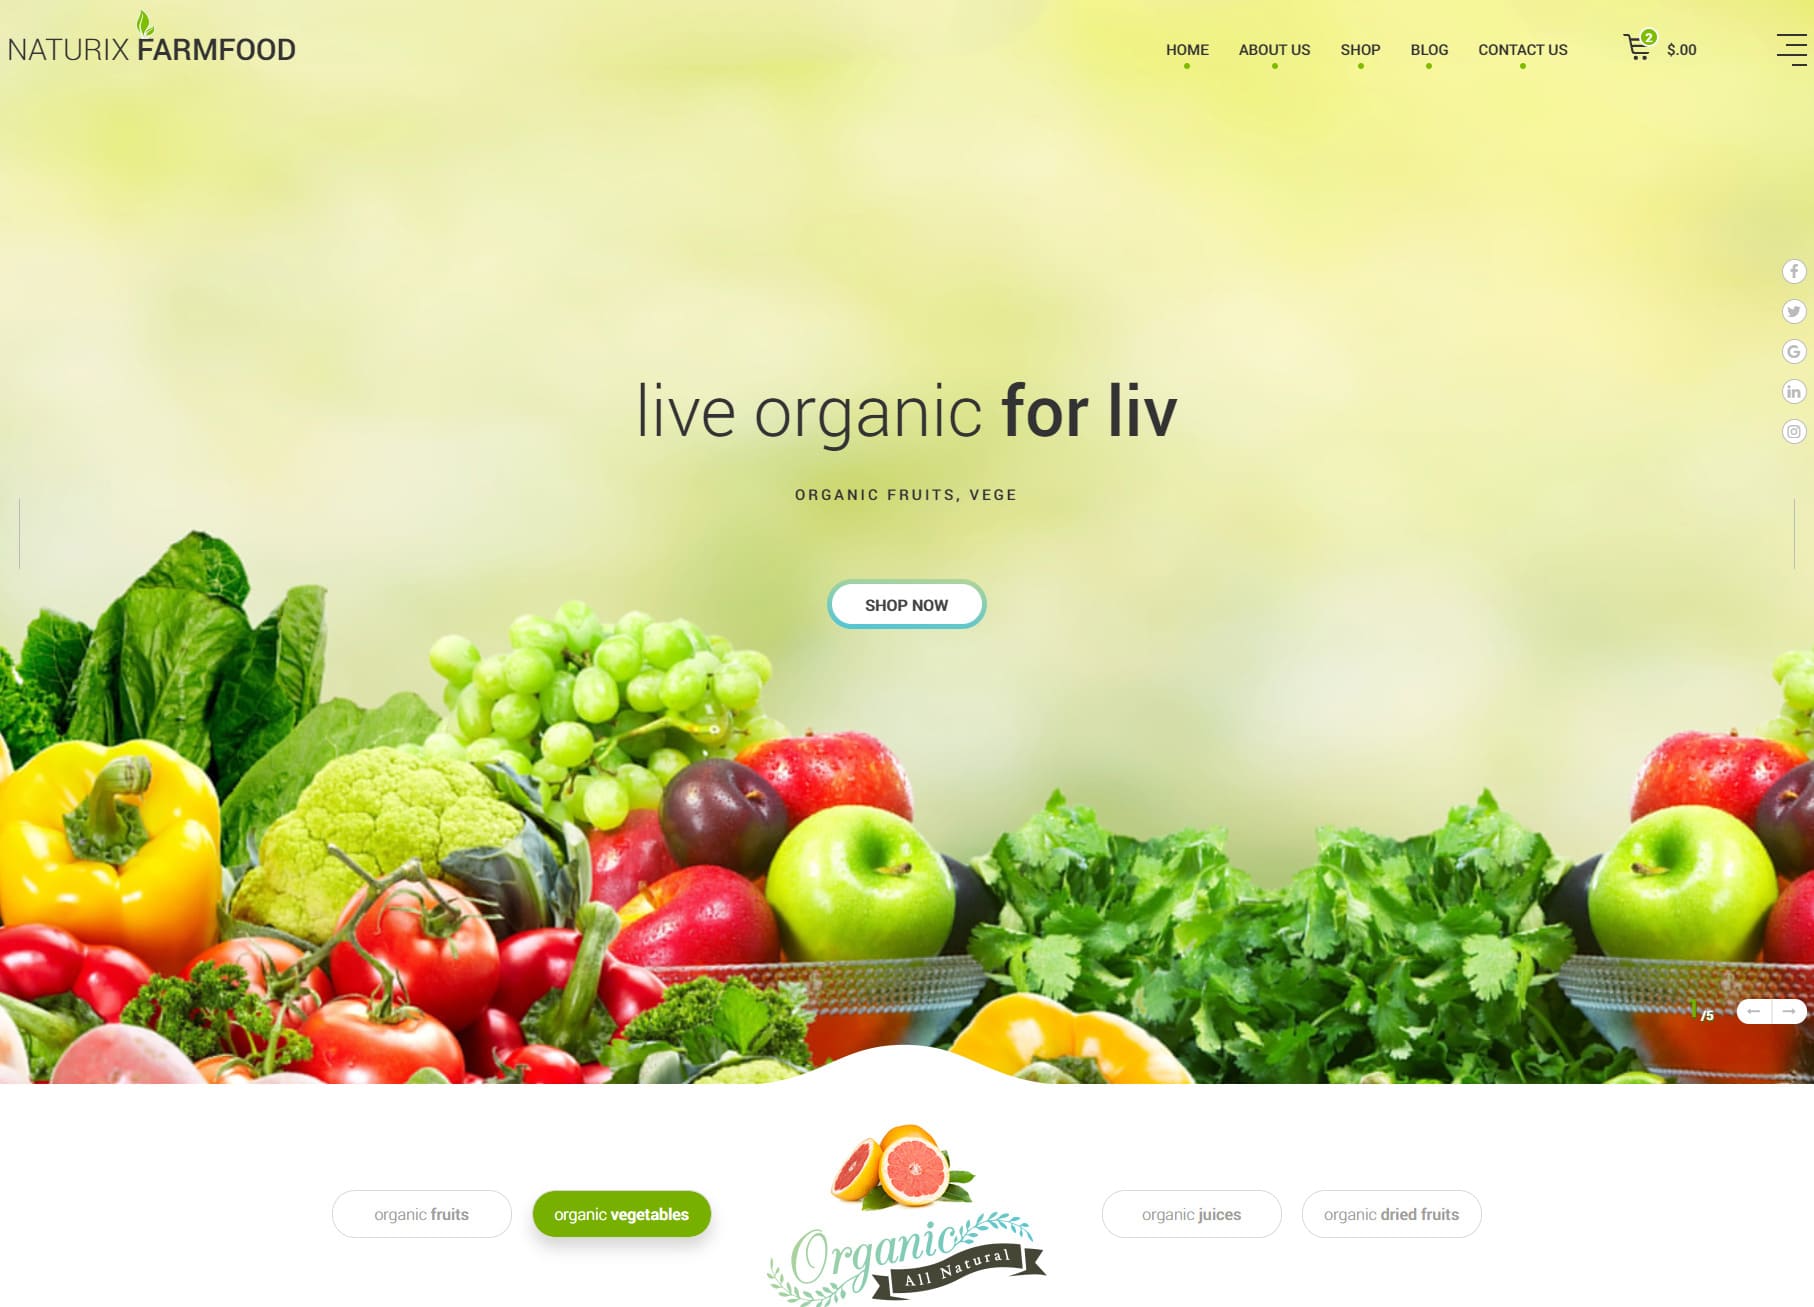 NATURIX FARMFOOD
HOME ABOUT US SHOP BLOG CONTACT US 2 $.00
live organic for liv
ORGANIC FRUITS, VEGE
SHOP NOW
1/5
organic fruits
organic vegetables
Organic
All Natural
organic juices
organic dried fruits